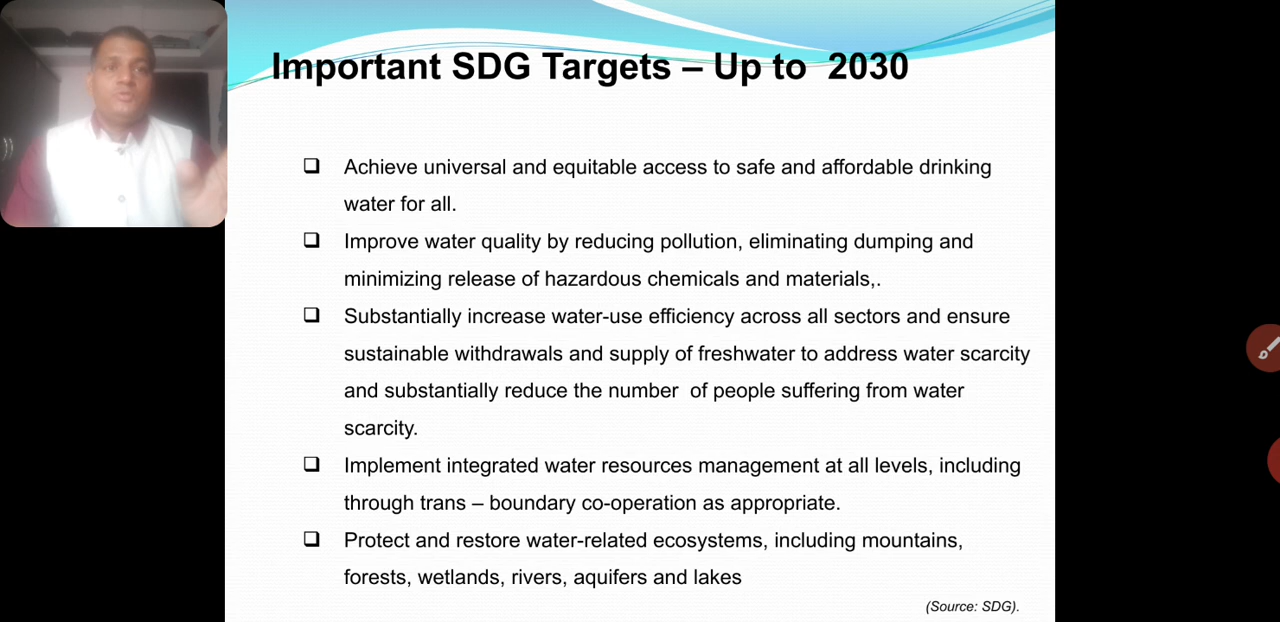 Important SDG Targets – Up to  2030
❑ Achieve universal and equitable access to safe and affordable drinking
water for all.
❑ Improve water quality by reducing pollution, eliminating dumping and
minimizing release of hazardous chemicals and materials,.
❑ Substantially increase water-use efficiency across all sectors and ensure
sustainable withdrawals and supply of freshwater to address water scarcity
and substantially reduce the number  of people suffering from water
scarcity.
❑ Implement integrated water resources management at all levels, including
through trans – boundary co-operation as appropriate.
❑ Protect and restore water-related ecosystems, including mountains,
forests, wetlands, rivers, aquifers and lakes
(Source: SDG).